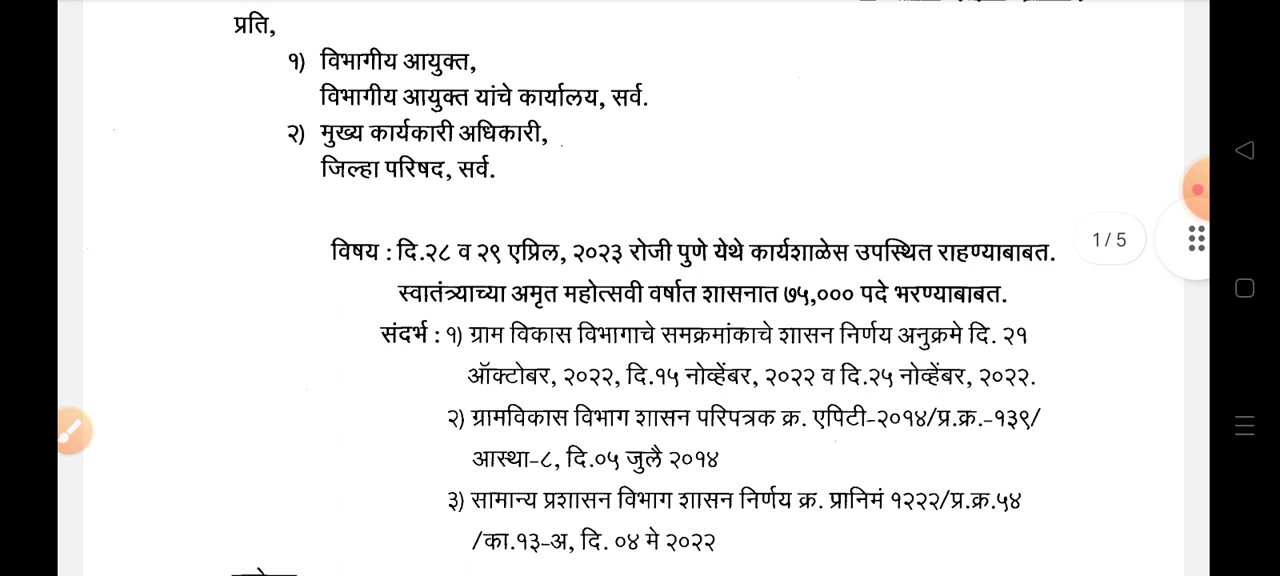 प्रति,
१) विभागीय आयुक्त,
विभागीय आयुक्त यांचे कार्यालय, सर्व.
२) मुख्य कार्यकारी अधिकारी,
जिल्हा परिषद, सर्व.
विषय : दि.२८ व २९ एप्रिल, २०२३ रोजी पुणे येथे कार्यशाळेस उपस्थित राहण्याबाबत.
1/5
स्वातंत्र्याच्या अमृत महोत्सवी वर्षात शासनात ७५,००० पदे भरण्याबाबत.
संदर्भ : १) ग्राम विकास विभागाचे समक्रमांकाचे शासन निर्णय अनुक्रमे दि. २१
ऑक्टोबर, २०२२, दि.१५ नोव्हेंबर, २०२२ व दि.२५ नोव्हेंबर, २०२२.
२) ग्रामविकास विभाग शासन परिपत्रक क्र. एपिटी-२०१४/प्र.क्र.-१३९/
आस्था-८, दि.०५ जुलै २०१४
३) सामान्य प्रशासन विभाग शासन निर्णय क्र. प्रानिमं १२२२/प्र.क्र.५४
/का.१३-अ, दि. ०४ मे २०२२